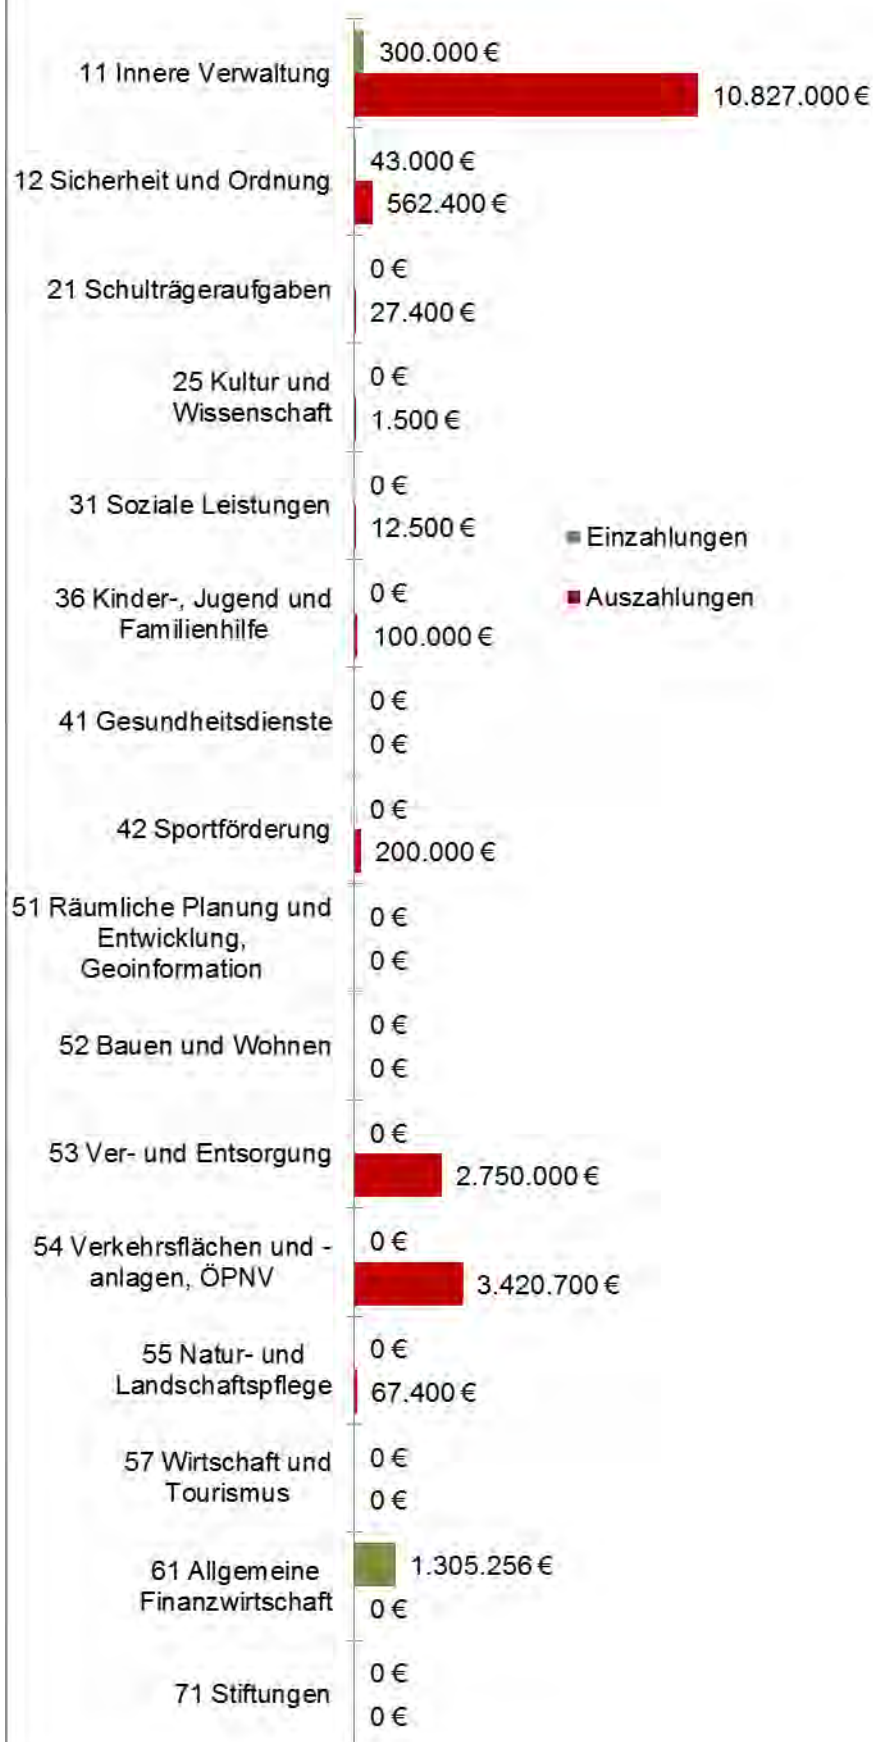 300.000 €
11 Innere Verwaltung
10.827.000 €
43.000 €
12 Sicherheit und Ordnung
562.400 €
0 €
21 Schulträgeraufgaben
27.400 €
25 Kultur und
Wissenschaft
0 €
1.500 €
0 €
31 Soziale Leistungen
12.500 €
Einzahlungen
Auszahlungen
36 Kinder-, Jugend und
Familienhilfe
0 €
100.000 €
0 €
41 Gesundheitsdienste
0 €
0 €
42 Sportförderung
200.000 €
51 Räumliche Planung und
Entwicklung,
Geoinformation
0 €
0 €
0 €
52 Bauen und Wohnen
0 €
0 €
53 Ver- und Entsorgung
2.750.000 €
54 Verkehrsflächen und -
anlagen, ÖPNV
0 €
3.420.700 €
55 Natur- und
Landschaftspflege
0 €
67.400 €
57 Wirtschaft und
Tourismus
0 €
0 €
61 Allgemeine
Finanzwirtschaft
1.305.256 €
0 €
0 €
71 Stiftungen
0 €